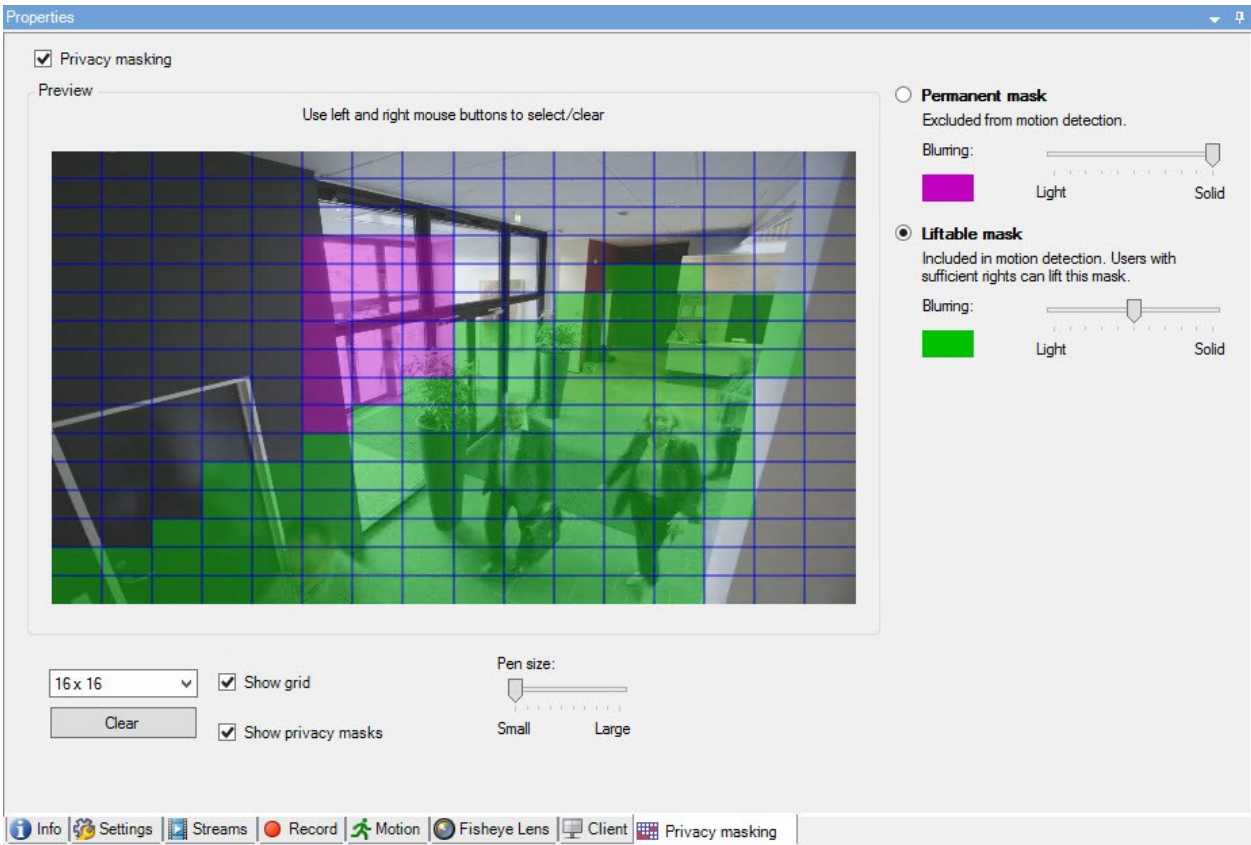 Properties
Privacy masking
Preview
Use left and right mouse buttons to select/clear
Permanent mask
Excluded from motion detection.
Blurring:
Light Solid
Liftable mask
Included in motion detection. Users with
sufficient rights can lift this mask.
Blurring:
Light Solid
16 x 16
Show grid
Pen size:
Clear
Show privacy masks
Small Large
Info Settings Streams Record Motion Fisheye Lens Client Privacy masking